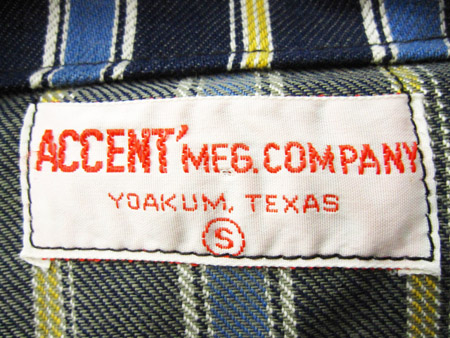 ACCENT' MFG. COMPANY
YOAKUM, TEXAS
S